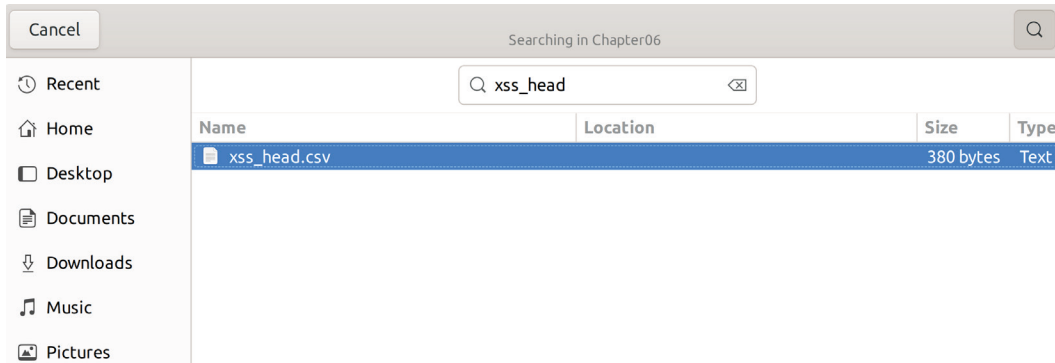 Cancel
Searching in Chapter06
Recent
Home
Desktop
Documents
Downloads
Music
Pictures
xss_head
Name Location Size Type
xss_head.csv 380 bytes Text